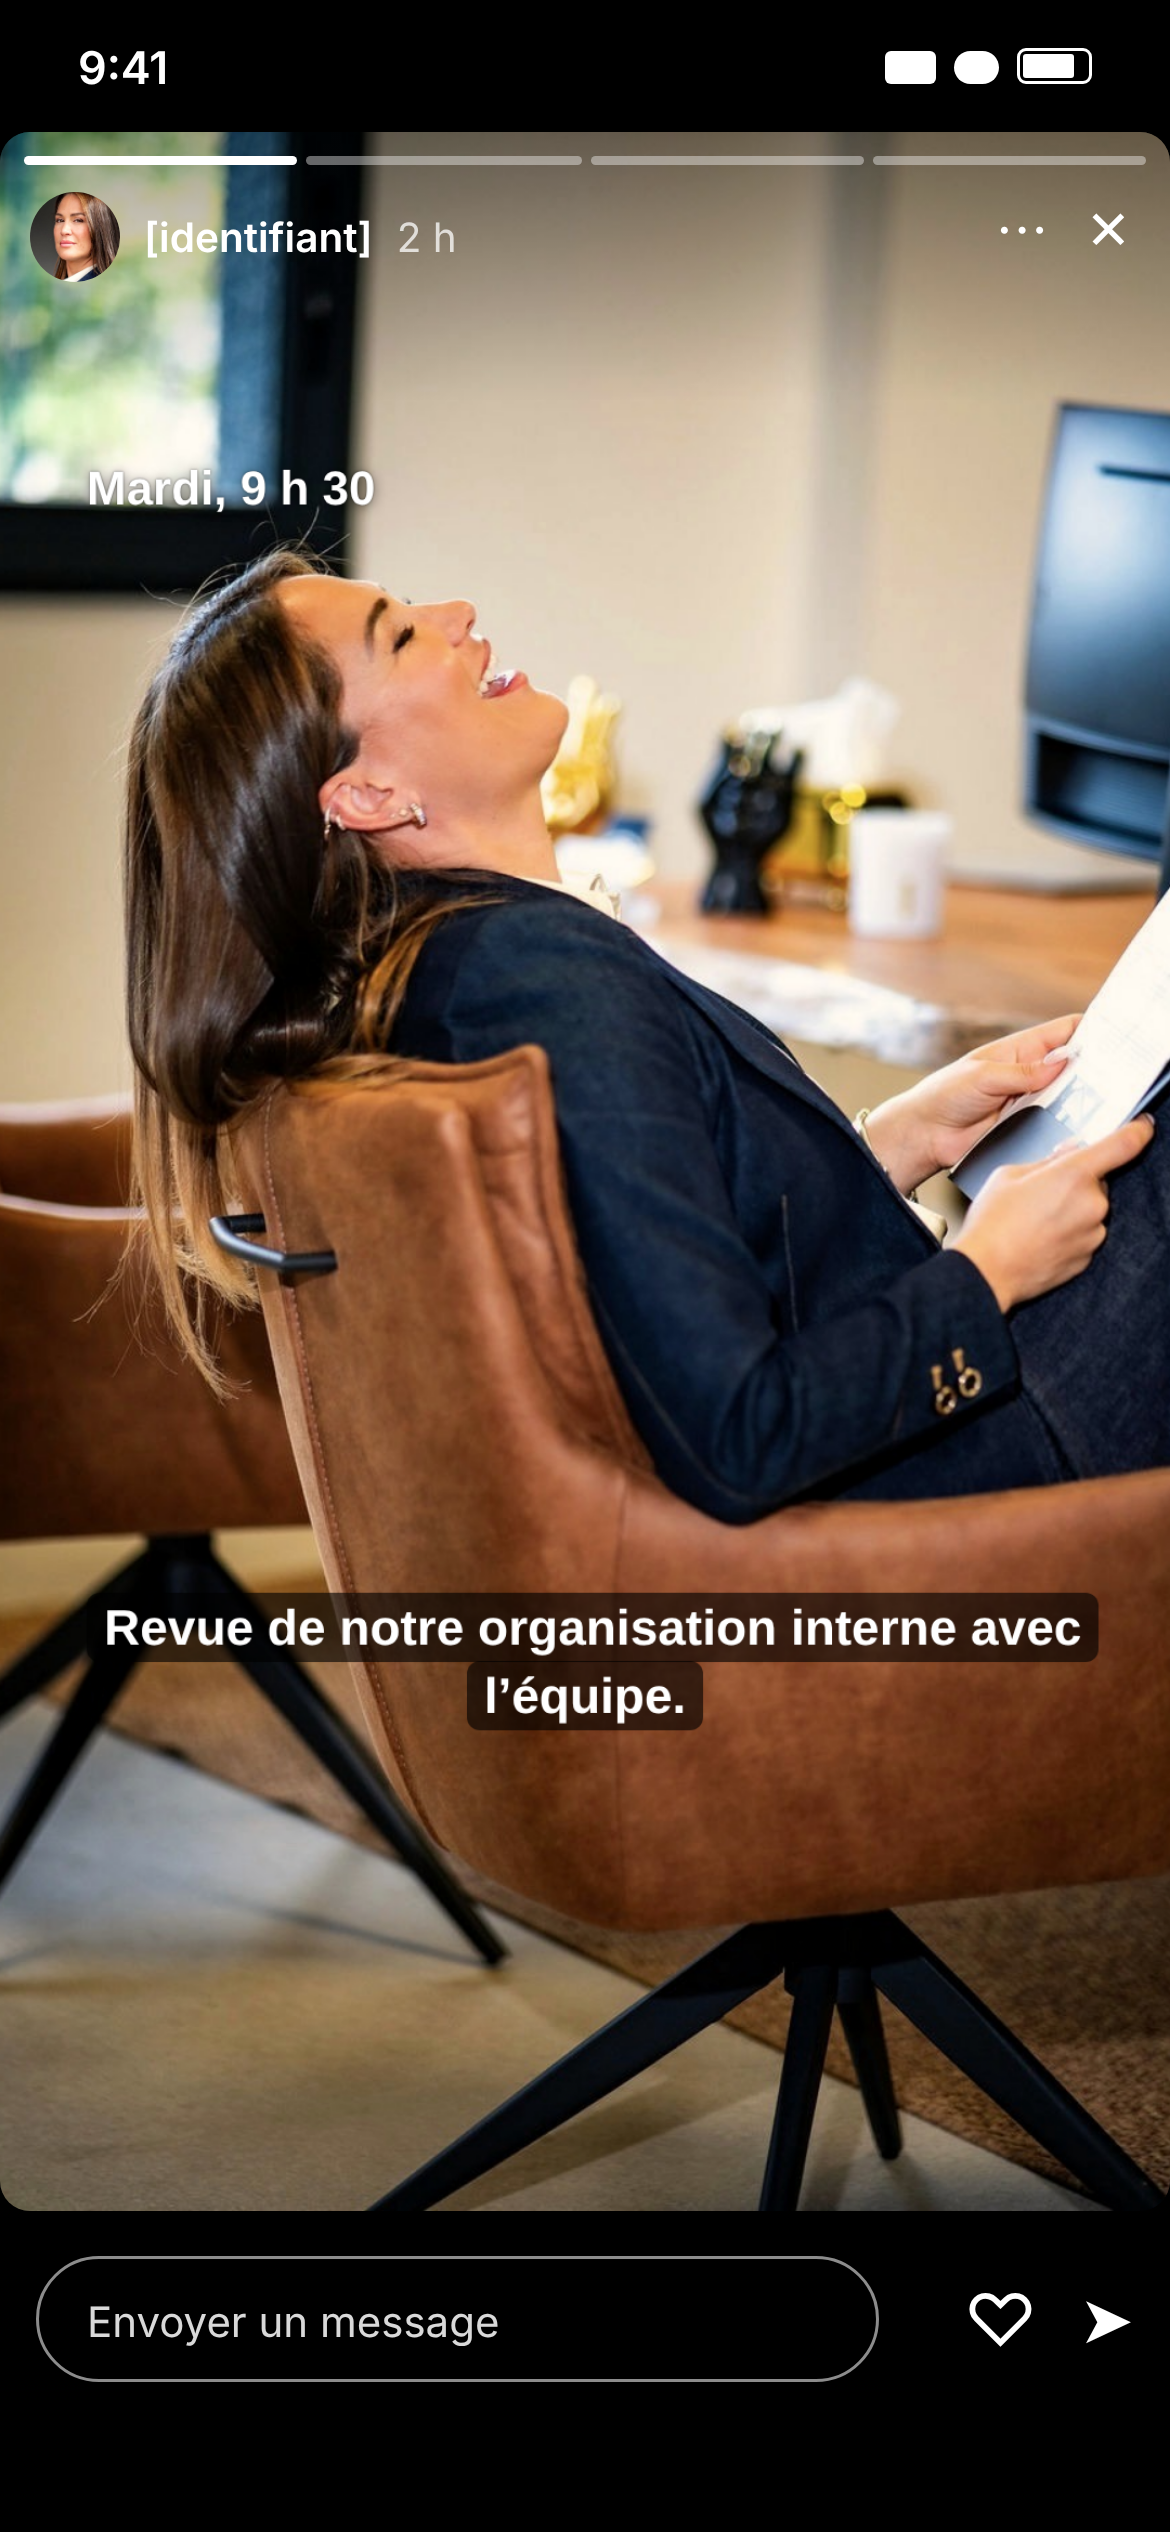 9:41
[identifiant] 2 h
Mardi, 9 h 30
Revue de notre organisation interne avec
l’équipe.
Envoyer un message